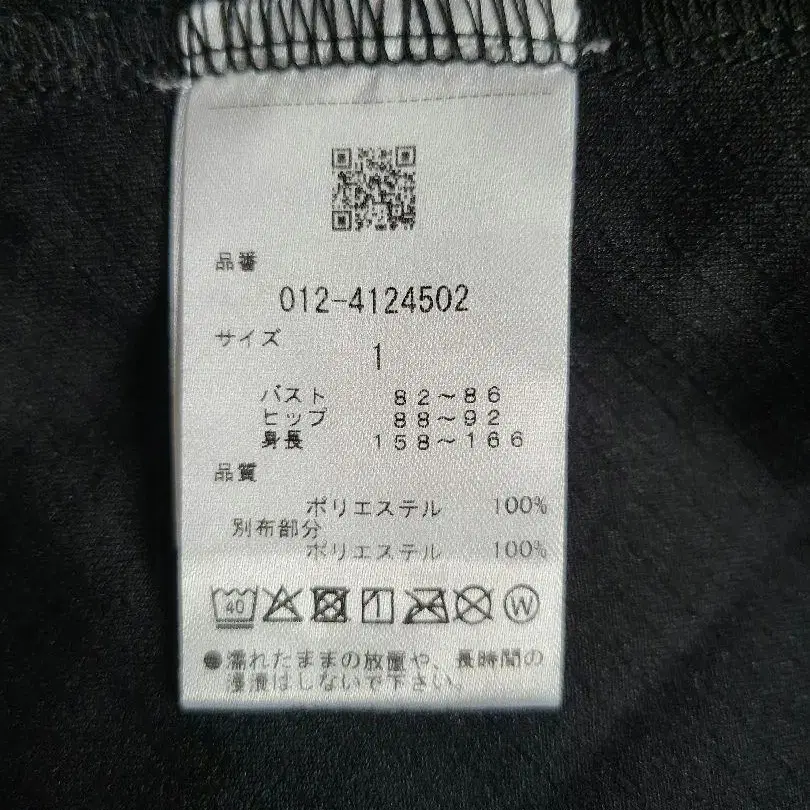 品番
012-4124502
サイズ
1
バスト 82～86
ヒップ 88～92
身長 158～166
品質
ポリエステル 100%
別布部分
ポリエステル 100%
40 1 W
●濡れたままの放置や、長時間の
浸漬はしないで下さい。